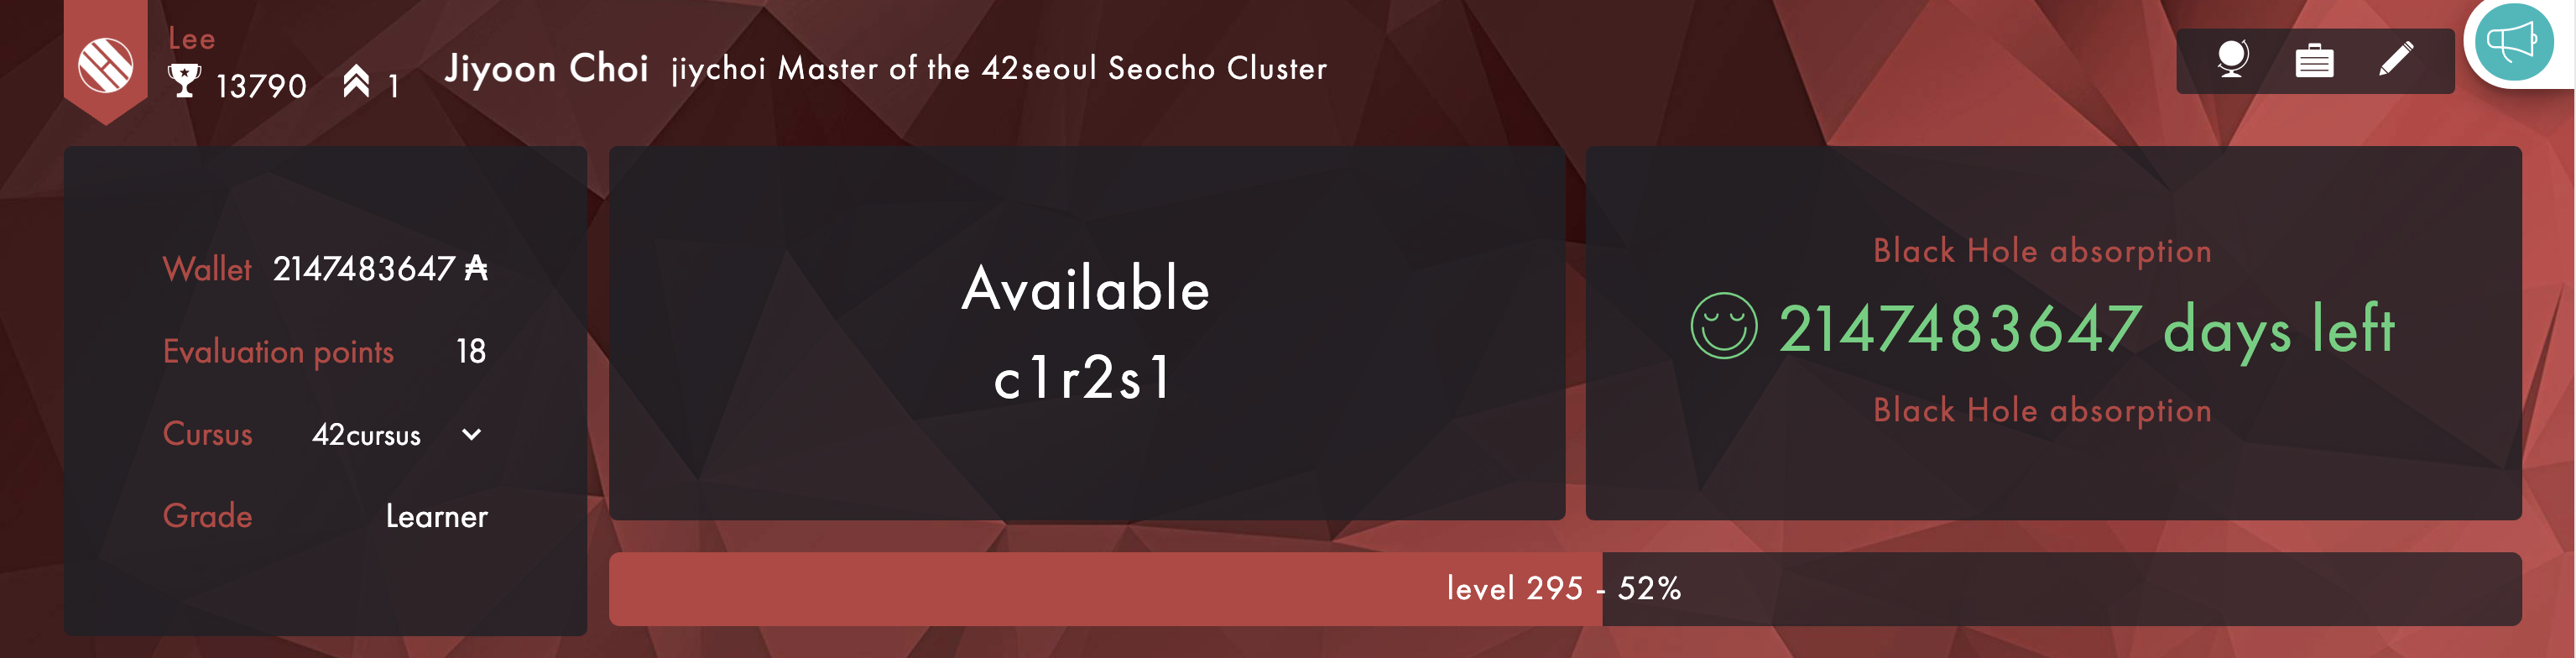 Lee
13790 1
Jiyoon Choi jiychoi Master of the 42seoul Seocho Cluster
Wallet 2147483647 ₳
Evaluation points 18
Cursus 42cursus
Grade Learner
Available
c1r2s1
Black Hole absorption
2147483647 days left
Black Hole absorption
level 295 - 52%